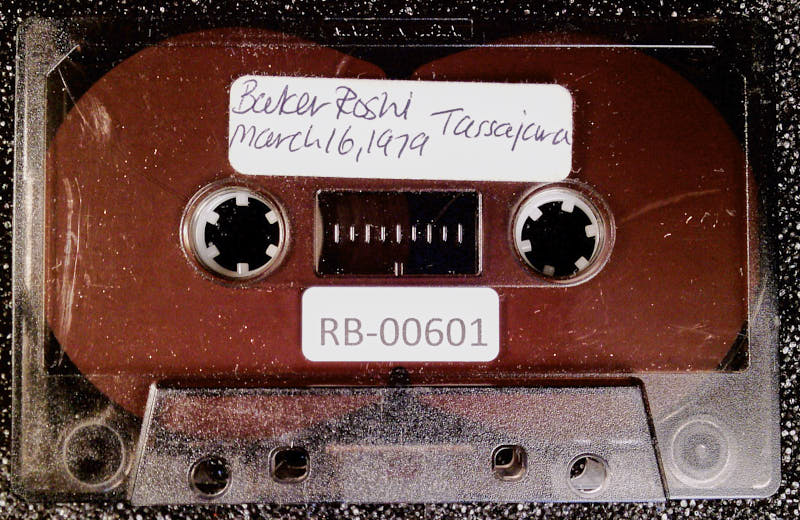 Baker Roshi Tassajara
March 16, 1979
RB-00601